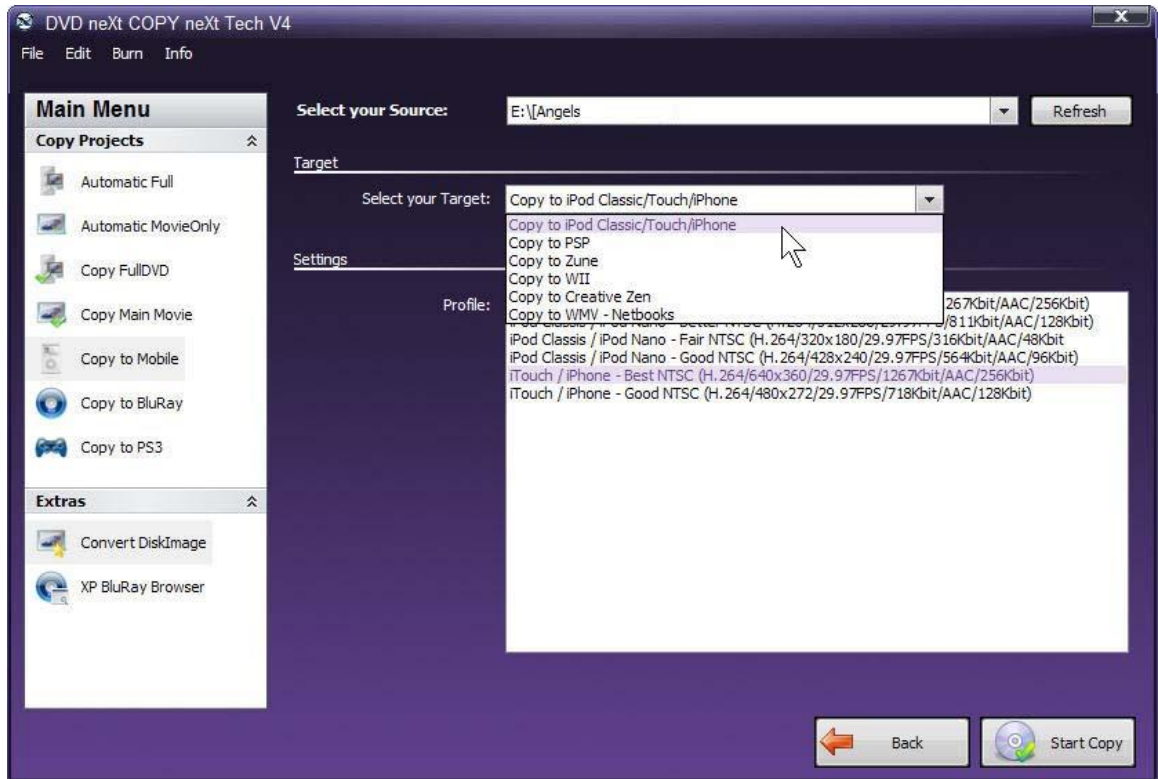 DVD neXt COPY neXt Tech V4
File Edit Burn Info
Main Menu
Copy Projects
Automatic Full
Automatic MovieOnly
Copy FullDVD
Copy Main Movie
Copy to Mobile
Copy to BluRay
Copy to PS3
Extras
Convert DiskImage
XP BluRay Browser
Select your Source: E:\[Angels Refresh
Target
Select your Target: Copy to iPod Classic/Touch/iPhone
Copy to iPod Classic/Touch/iPhone
Copy to PSP
Copy to Zune
Copy to WII
Copy to Creative Zen
Copy to WMV - Netbooks
Settings
Profile:
267Kbit/AAC/256Kbit)
/811Kbit/AAC/128Kbit)
iPod Classis / iPod Nano - Fair NTSC (H.264/320x180/29.97FPS/316Kbit/AAC/48Kbit
iPod Classis / iPod Nano - Good NTSC (H.264/428x240/29.97FPS/564Kbit/AAC/96Kbit)
iTouch / iPhone - Best NTSC (H.264/640x360/29.97FPS/1267Kbit/AAC/256Kbit)
iTouch / iPhone - Good NTSC (H.264/480x272/29.97FPS/718Kbit/AAC/128Kbit)
Back Start Copy